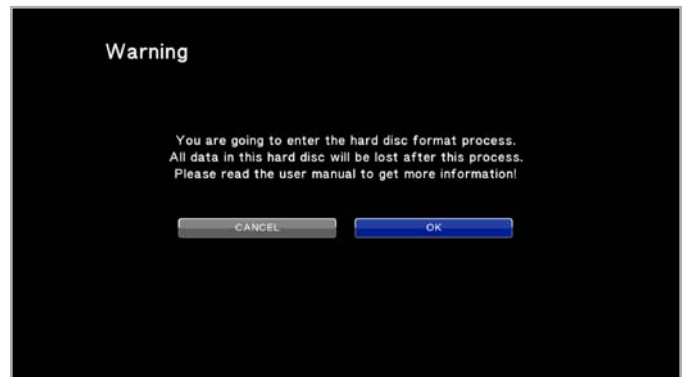 Warning
You are going to enter the hard disc format process.
All data in this hard disc will be lost after this process.
Please read the user manual to get more information!
CANCEL
OK